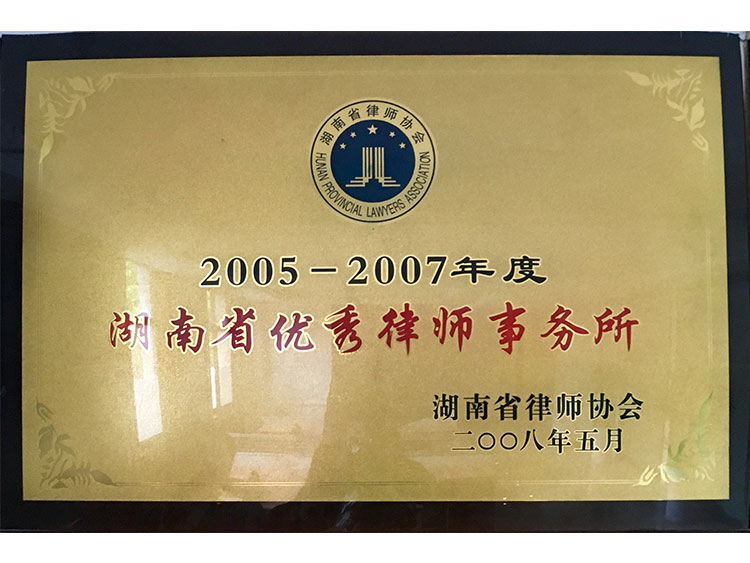 湖南省律师协会
HUNAN PROVINCIAL LAWYERS ASSOCIATION
2005－2007年度
湖南省优秀律师事务所
湖南省律师协会
二〇〇八年五月